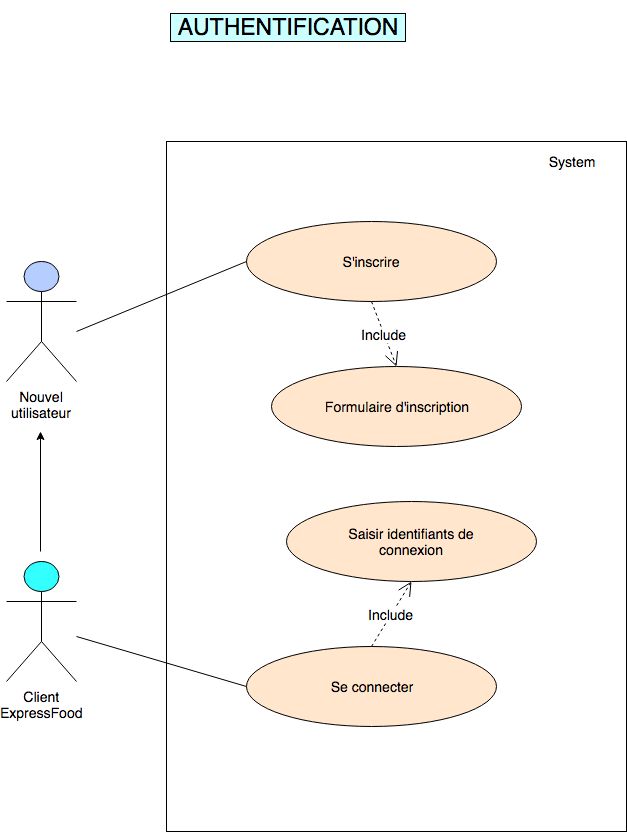 AUTHENTIFICATION
System
S'inscrire
Include
Formulaire d'inscription
Nouvel
utilisateur
Saisir identifiants de
connexion
Include
Se connecter
Client
ExpressFood